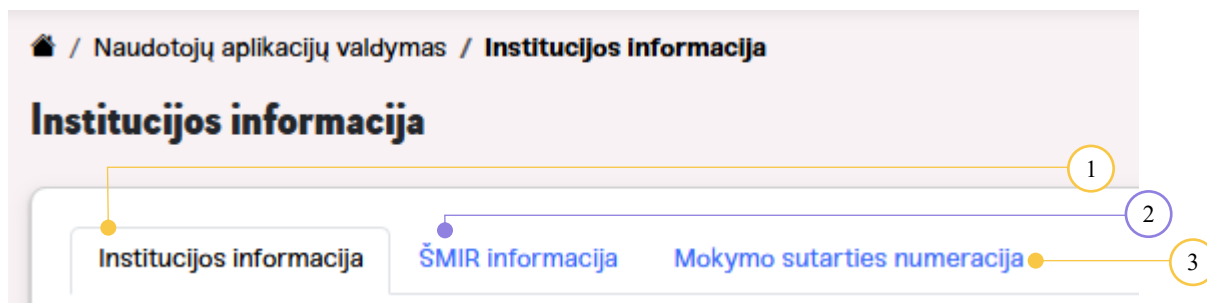 / Naudotojų aplikacijų valdymas / Institucijos informacija
Institucijos informacija
1
2
Institucijos informacija ŠMIR informacija Mokymo sutarties numeracija 3